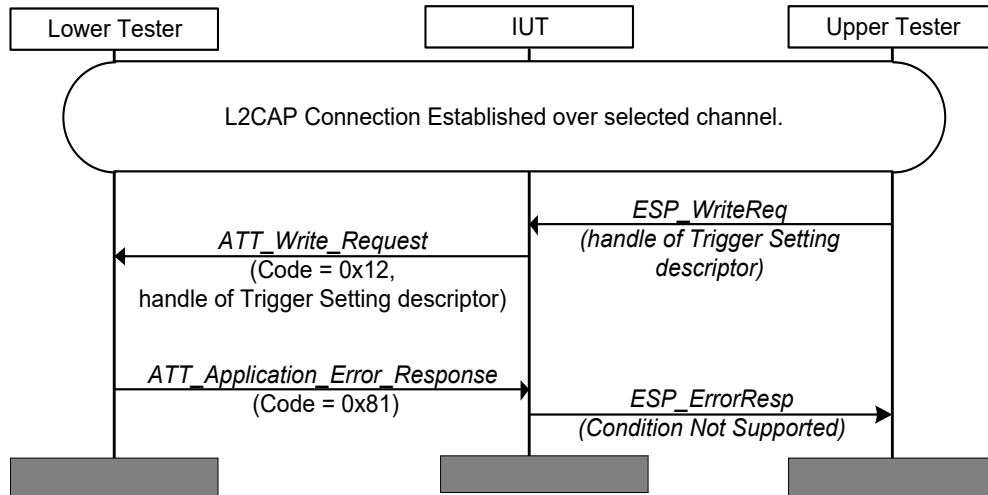 Lower Tester
IUT
Upper Tester
L2CAP Connection Established over selected channel.
ESP_WriteReq
(handle of Trigger Setting
descriptor)
ATT_Write_Request
(Code = 0x12,
handle of Trigger Setting descriptor)
ATT_Application_Error_Response
(Code = 0x81)
ESP_ErrorResp
(Condition Not Supported)